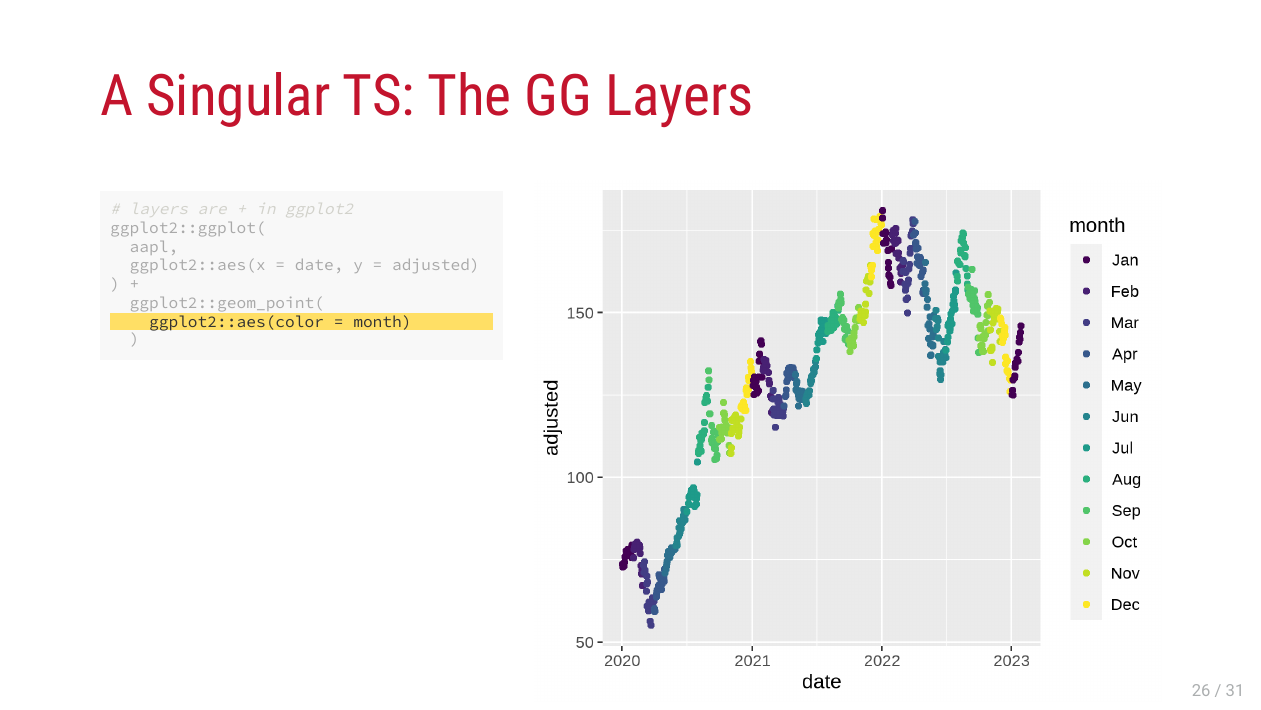 A Singular TS: The GG Layers
# layers are + in ggplot2
ggplot2::ggplot(
  aapl,
  ggplot2::aes(x = date, y = adjusted)
) +
  ggplot2::geom_point(
    ggplot2::aes(color = month)
  )
adjusted
150
100
50
2020 2021 2022 2023
date
month
Jan
Feb
Mar
Apr
May
Jun
Jul
Aug
Sep
Oct
Nov
Dec
26 / 31